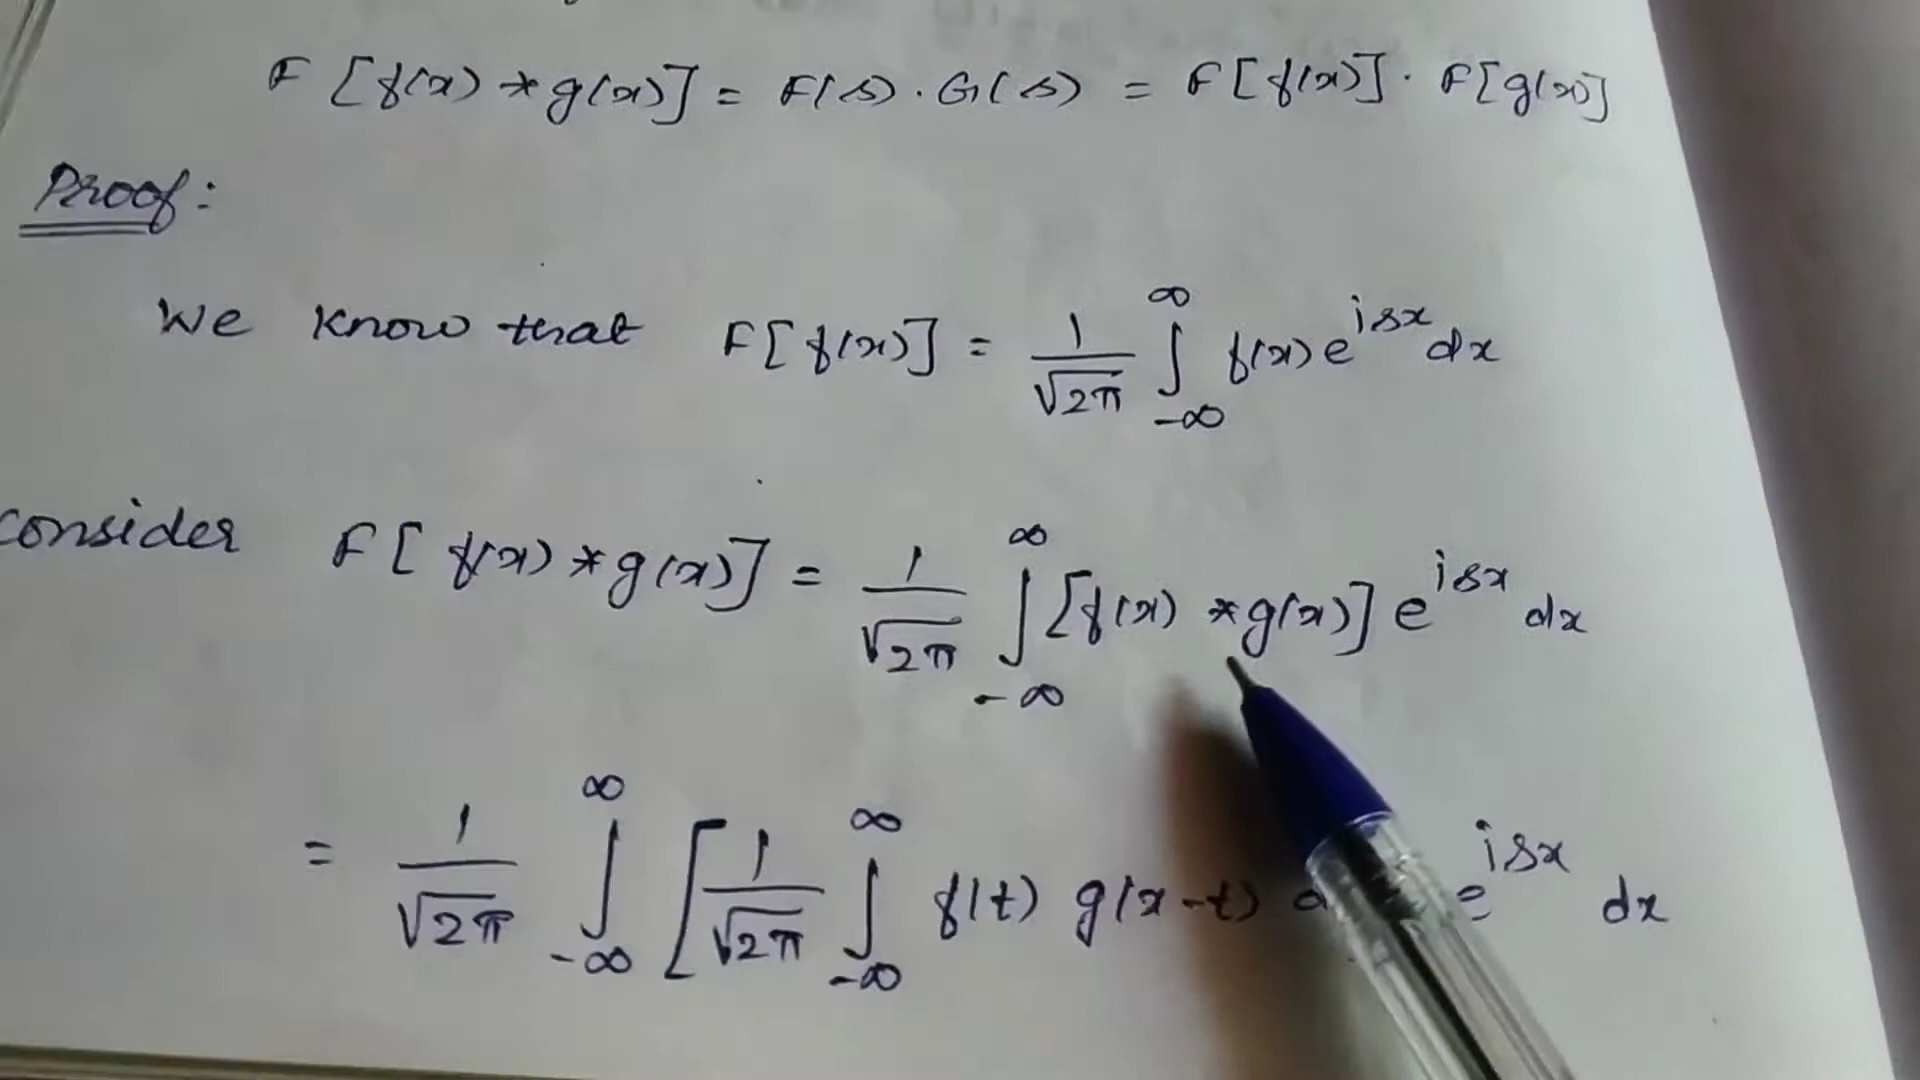 F[f(x) * g(x)] = F(s) . G(s) = F[f(x)] . F[g(x)]
Proof:
We know that F[f(x)] = 1/√2π ∫_{-∞}^{∞} f(x) e^{isx} dx
consider F[f(x) * g(x)] = 1/√2π ∫_{-∞}^{∞} [f(x) * g(x)] e^{isx} dx
= 1/√2π ∫_{-∞}^{∞} [1/√2π ∫_{-∞}^{∞} f(t) g(x-t) e^{isx} dx